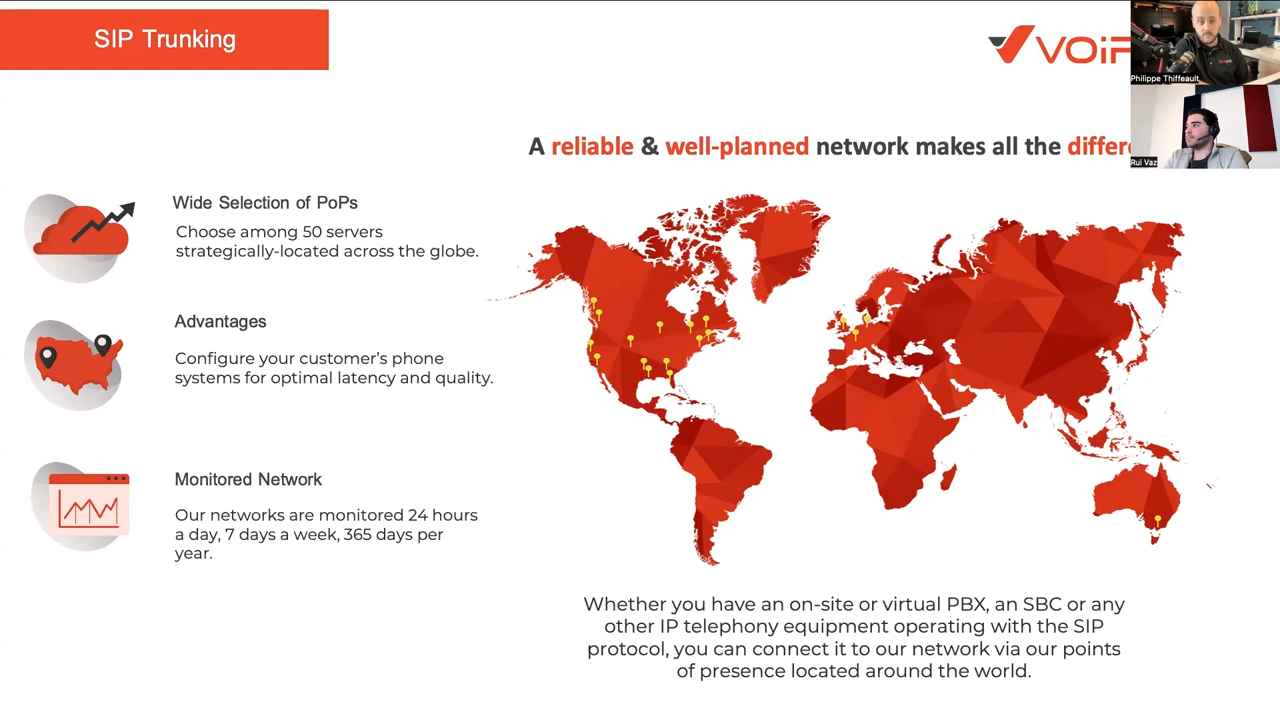 SIP Trunking
VOiP
Philippe Thiffeault
Rui Vaz
A reliable & well-planned network makes all the differe
Wide Selection of PoPs
Choose among 50 servers
strategically-located across the globe.
Advantages
Configure your customer's phone
systems for optimal latency and quality.
Monitored Network
Our networks are monitored 24 hours
a day, 7 days a week, 365 days per
year.
Whether you have an on-site or virtual PBX, an SBC or any
other IP telephony equipment operating with the SIP
protocol, you can connect it to our network via our points
of presence located around the world.